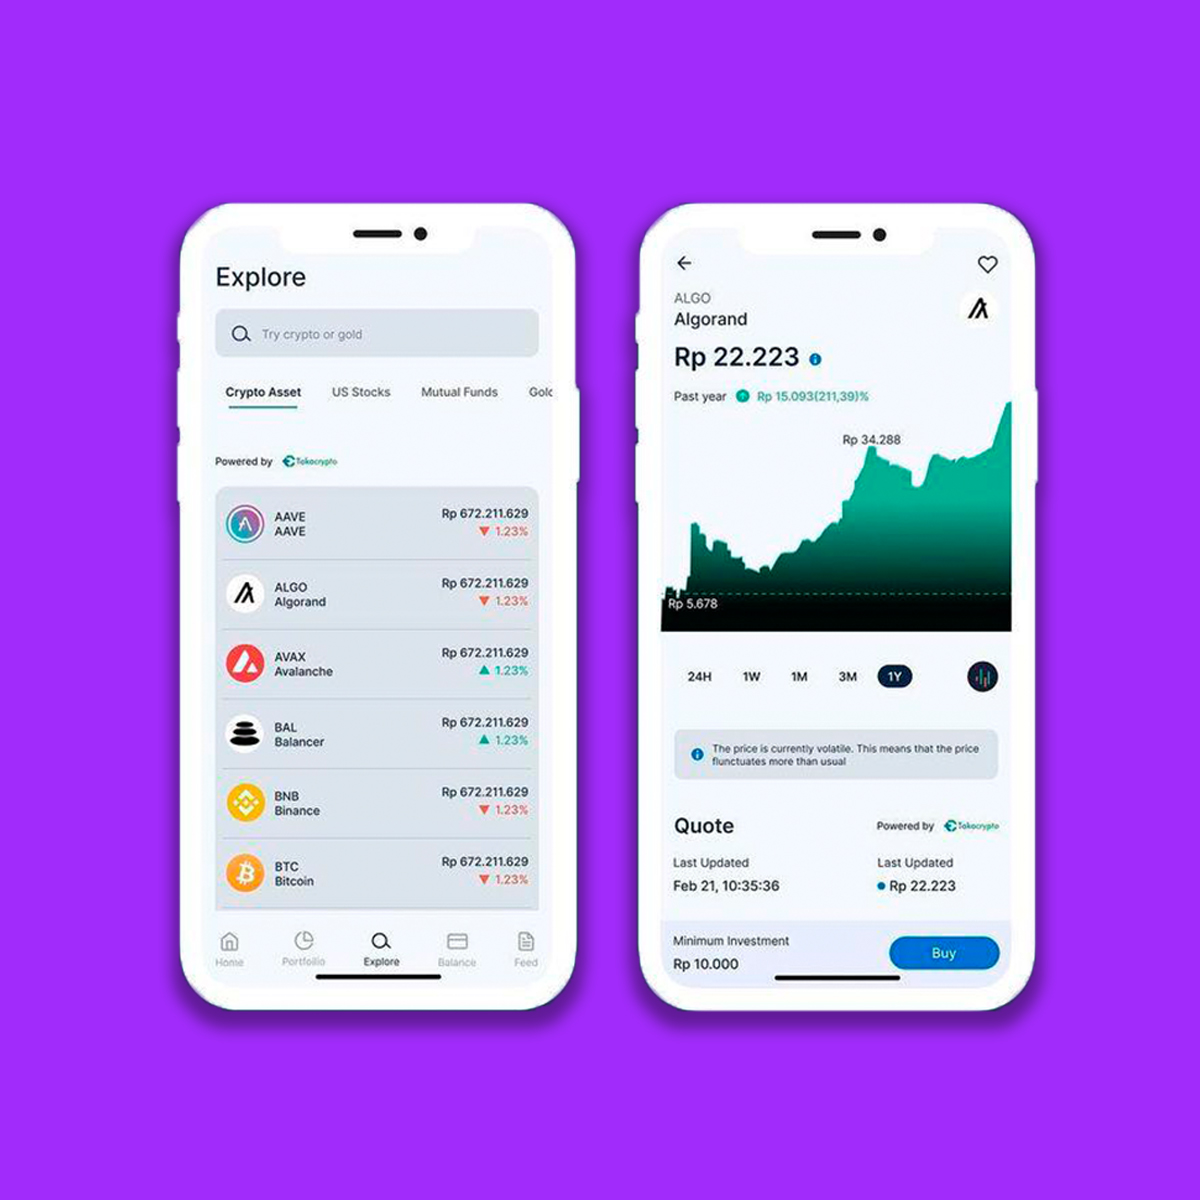 Explore
Try crypto or gold
Crypto Asset US Stocks Mutual Funds Gold
Powered by Tokocrypto
AAVE Rp 672.211.629
AAVE 1.23%
ALGO Rp 672.211.629
Algorand 1.23%
AVAX Rp 672.211.629
Avalanche 1.23%
BAL Rp 672.211.629
Balancer 1.23%
BNB Rp 672.211.629
Binance 1.23%
BTC Rp 672.211.629
Bitcoin 1.23%
Home Portfolio Explore Balance Feed
ALGO
Algorand
Rp 22.223
Past year Rp 15.093(211,39)%
Rp 34.288
Rp 5.678
24H 1W 1M 3M 1Y
The price is currently volatile. This means that the price
flunctuates more than usual
Quote Powered by Tokocrypto
Last Updated Last Updated
Feb 21, 10:35:36 Rp 22.223
Minimum Investment
Rp 10.000
Buy